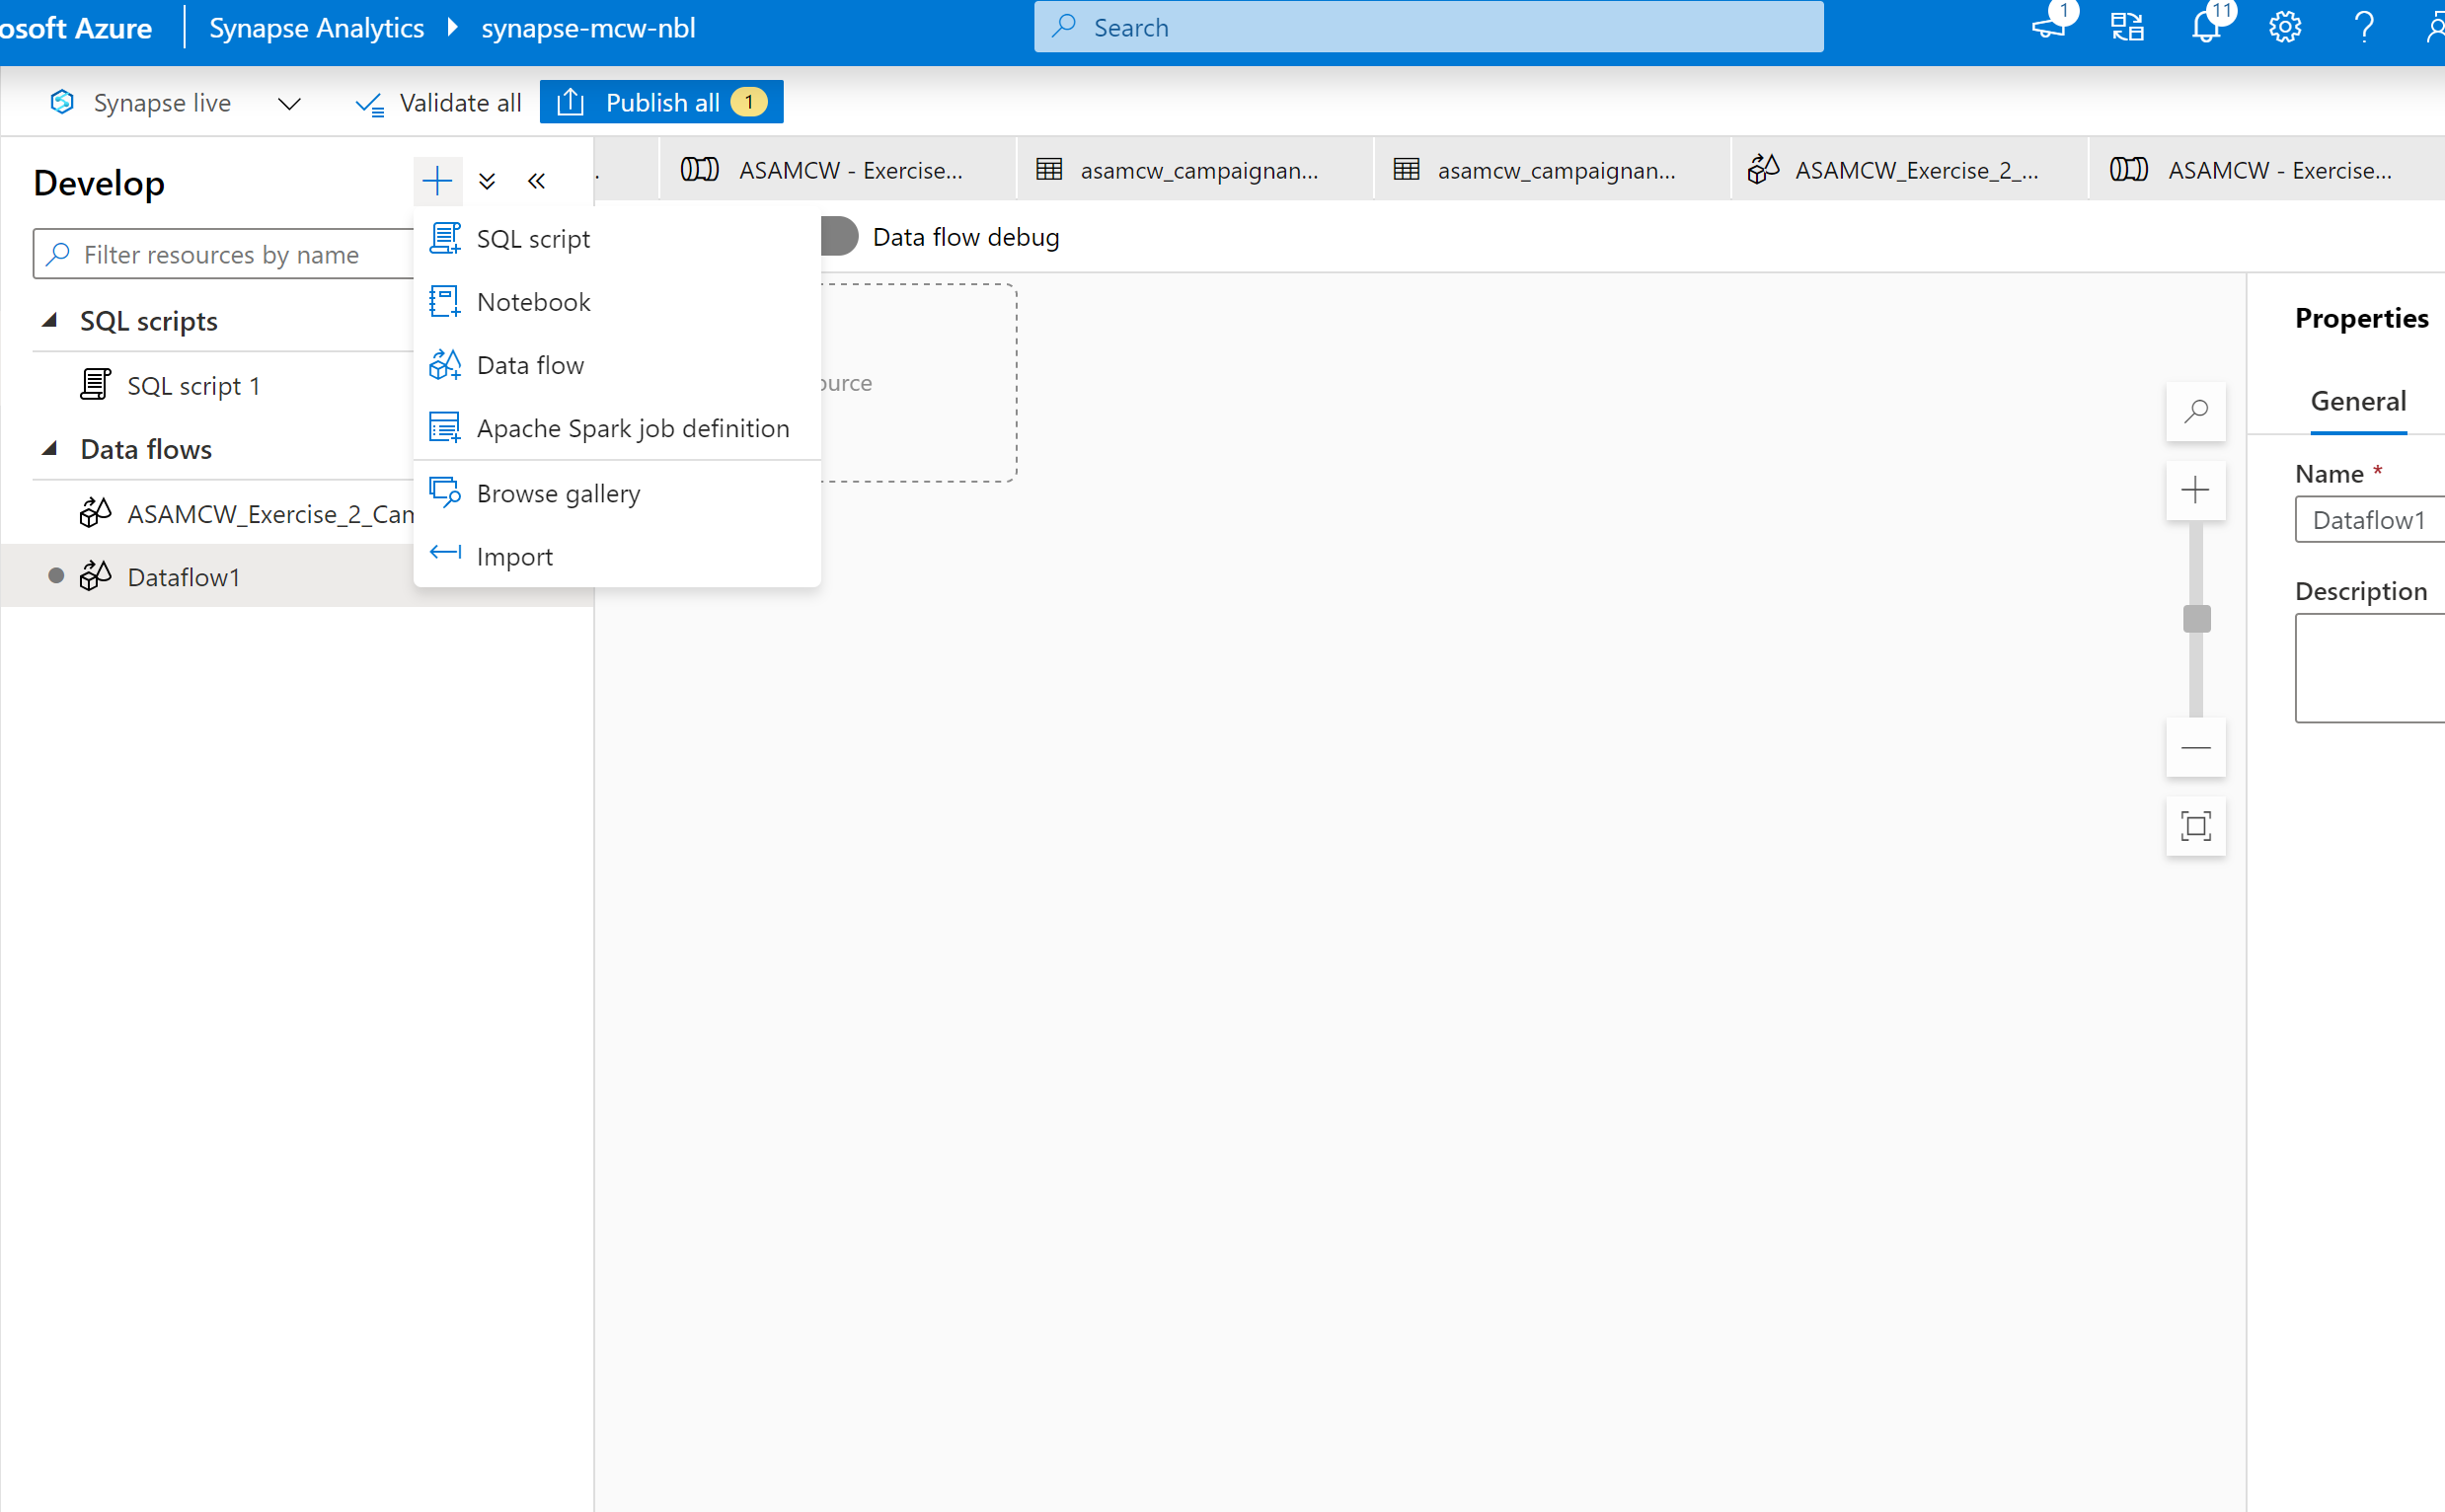 osoft Azure
Synapse Analytics
synapse-mcw-nbl
Search
1
11
Synapse live
Validate all
Publish all 1
Develop
ASAMCW - Exercise...
asamcw_campaignan...
asamcw_campaignan...
ASAMCW_Exercise_2_...
ASAMCW - Exercise...
Filter resources by name
SQL scripts
SQL script 1
Data flows
ASAMCW_Exercise_2_Cam
Dataflow1
SQL script
Notebook
Data flow
Apache Spark job definition
Browse gallery
Import
Data flow debug
ource
Properties
General
Name *
Dataflow1
Description